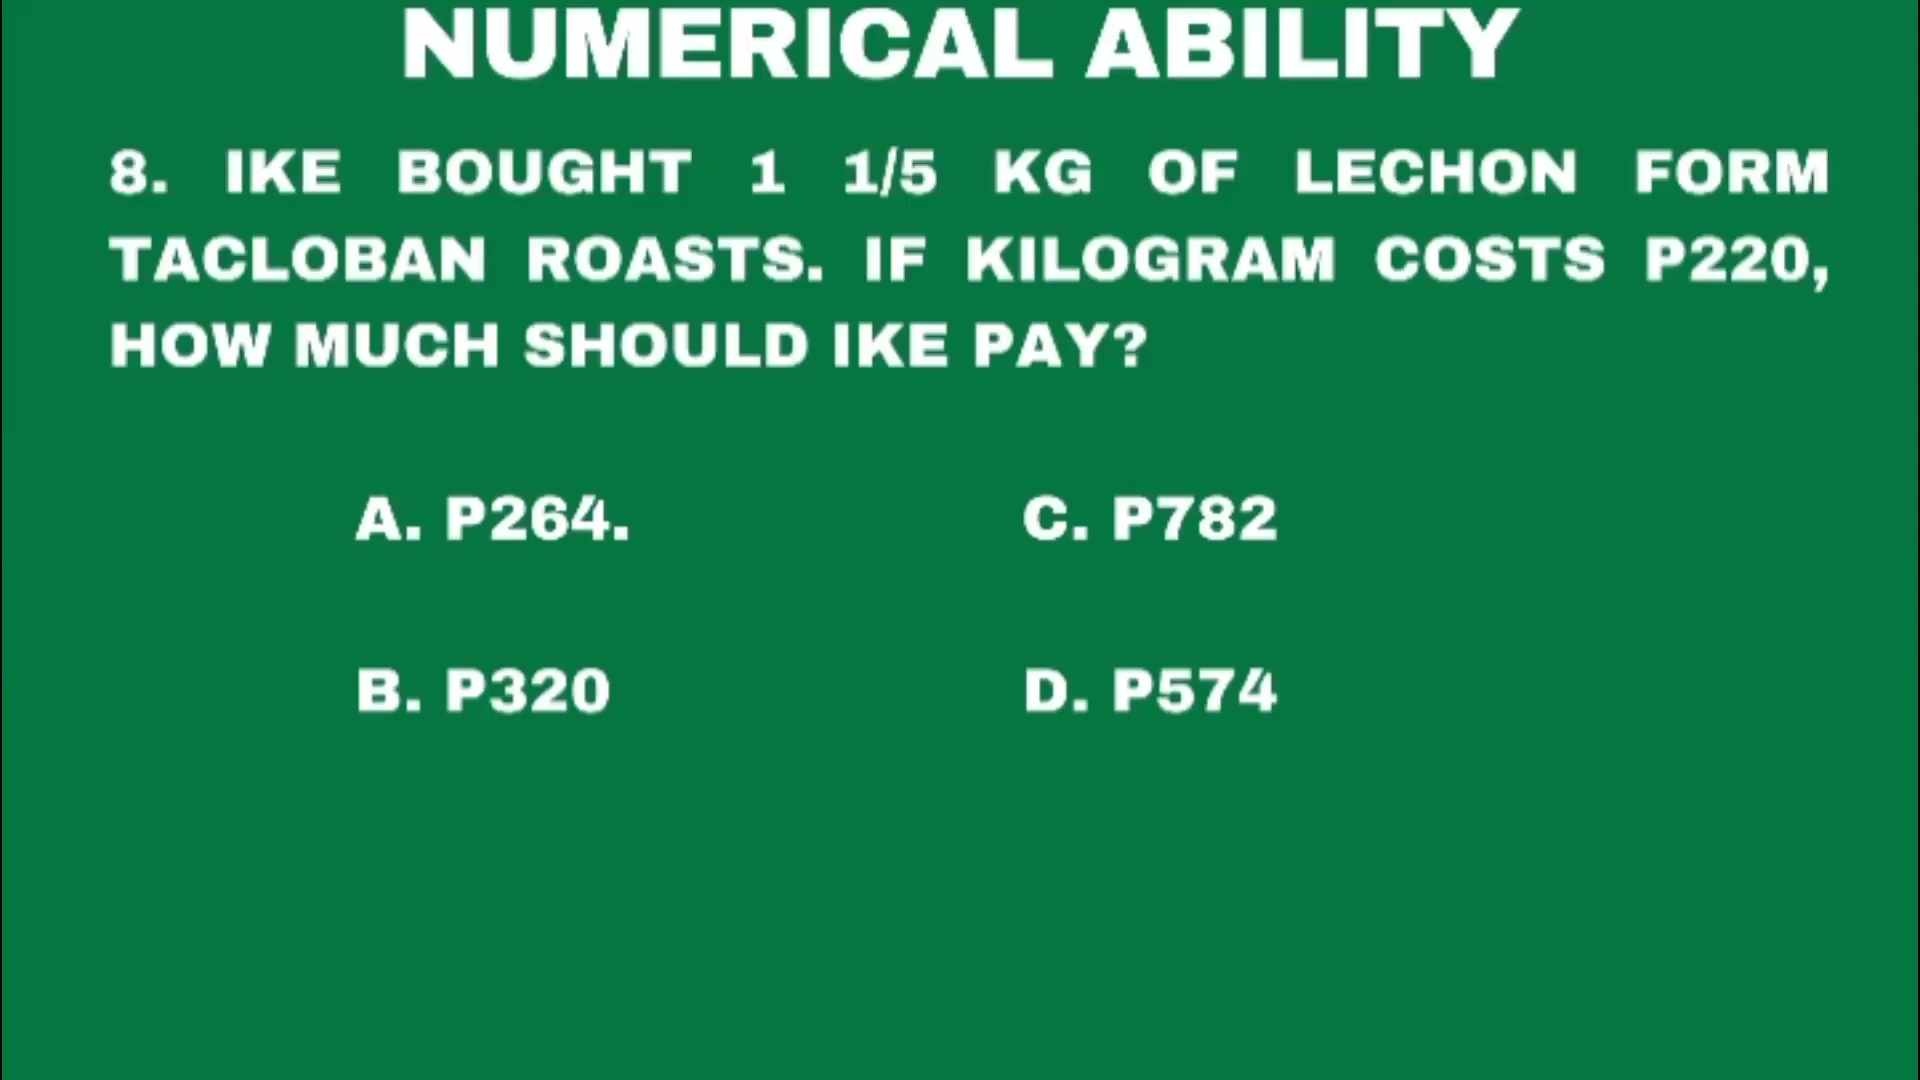 NUMERICAL ABILITY
8. IKE BOUGHT 1 1/5 KG OF LECHON FORM
TACLOBAN ROASTS. IF KILOGRAM COSTS P220,
HOW MUCH SHOULD IKE PAY?
A. P264.
C. P782
B. P320
D. P574